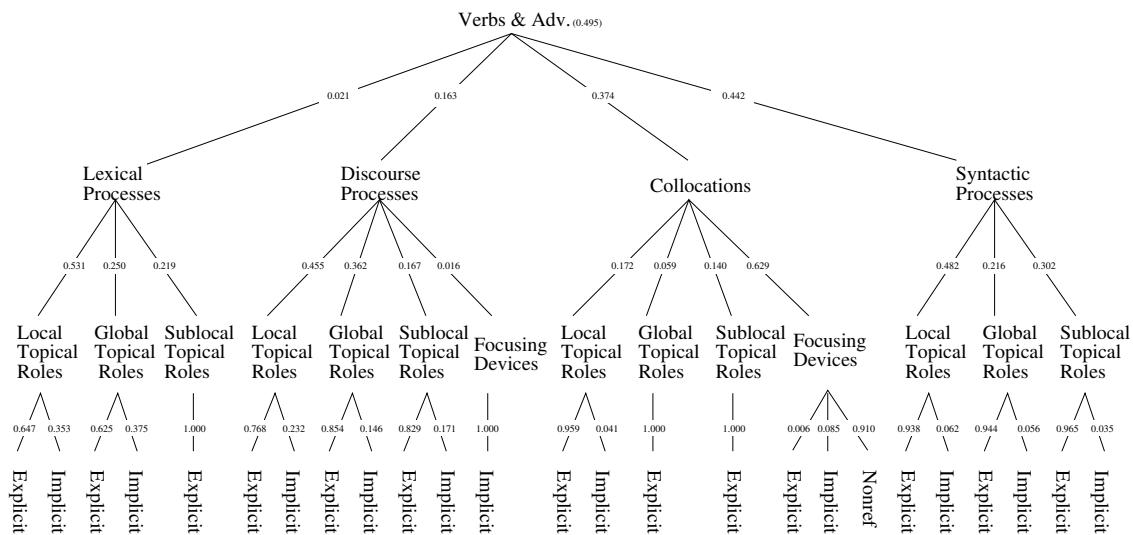 Verbs & Adv. (0.495)
0.021 0.163 0.374 0.442
Lexical Processes
Discourse Processes
Collocations
Syntactic Processes
0.531 0.250 0.219 0.455 0.362 0.167 0.016 0.172 0.059 0.140 0.629 0.482 0.216 0.302
Local Topical Roles
Global Topical Roles
Sublocal Topical Roles
Local Topical Roles
Global Topical Roles
Sublocal Topical Roles
Focusing Devices
Local Topical Roles
Global Topical Roles
Sublocal Topical Roles
Focusing Devices
Local Topical Roles
Global Topical Roles
Sublocal Topical Roles
0.647 0.353 0.625 0.375 1.000 0.768 0.232 0.854 0.146 0.829 0.171 1.000 0.959 0.041 1.000 1.000 0.006 0.085 0.910 0.938 0.062 0.944 0.056 0.965 0.035
Explicit Implicit Explicit Implicit Explicit Explicit Implicit Explicit Implicit Explicit Implicit Implicit Explicit Implicit Explicit Explicit Explicit Implicit Nonref Explicit Implicit Explicit Implicit Explicit Implicit